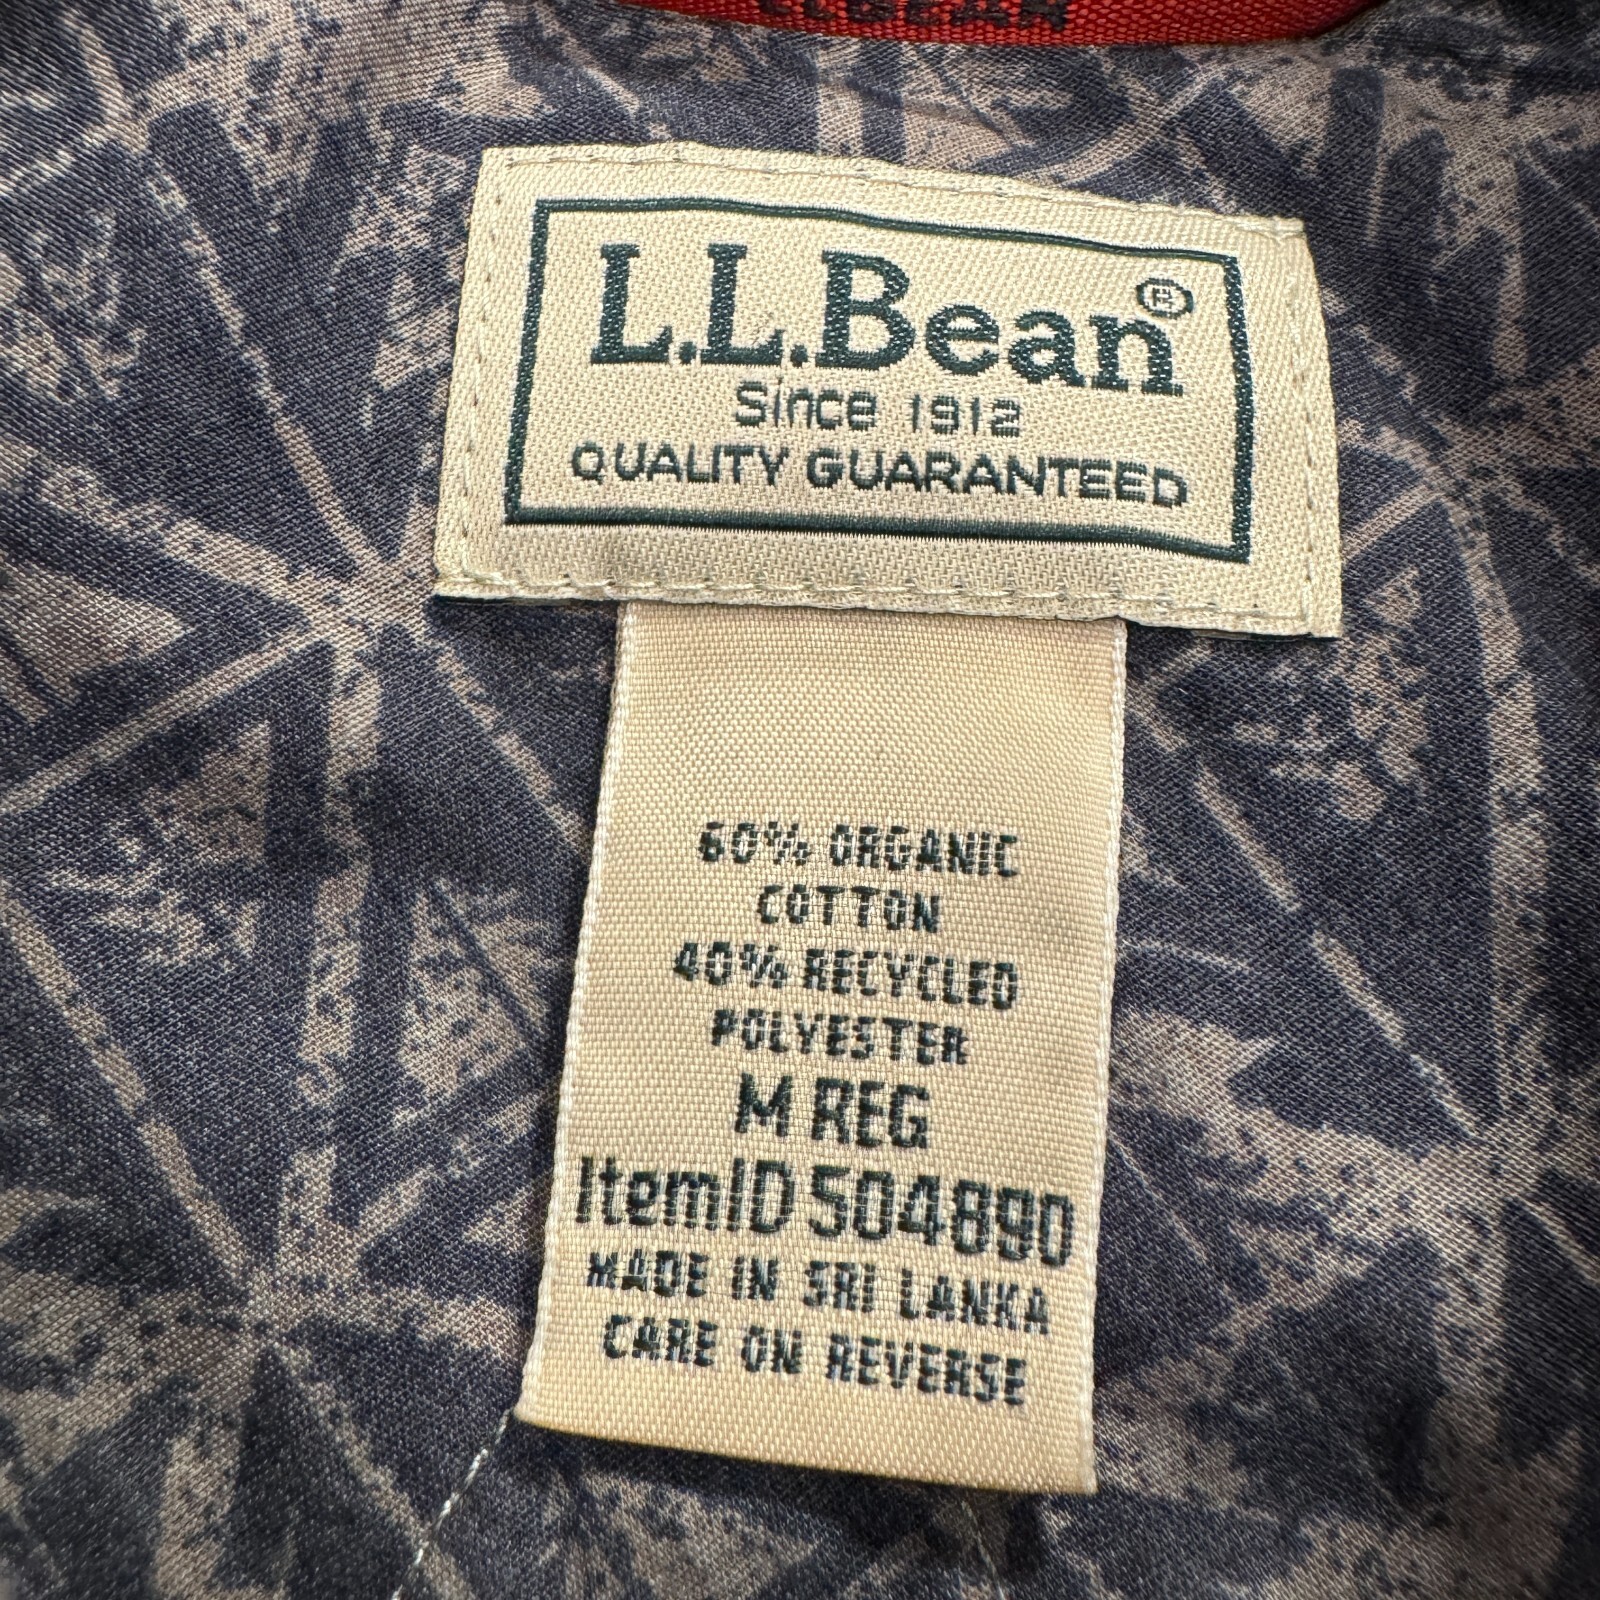 LLBEAN
L.L.Bean®
Since 1912
QUALITY GUARANTEED
60% ORGANIC
COTTON
40% RECYCLED
POLYESTER
M REG
ItemID 504890
MADE IN SRI LANKA
CARE ON REVERSE